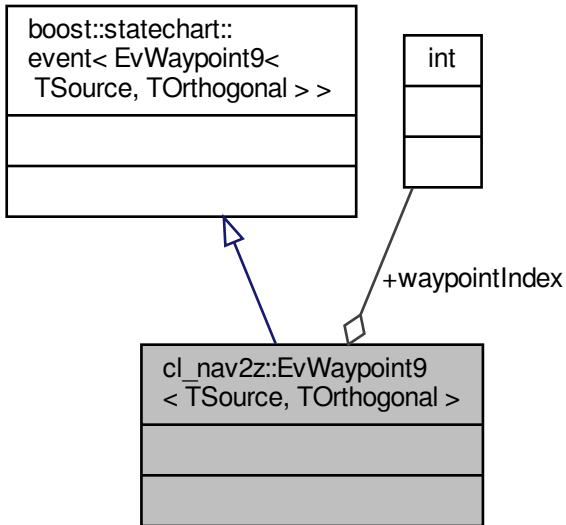 boost::statechart::
event< EvWaypoint9<
TSource, TOrthogonal > >
int
+waypointIndex
cl_nav2z::EvWaypoint9
< TSource, TOrthogonal >